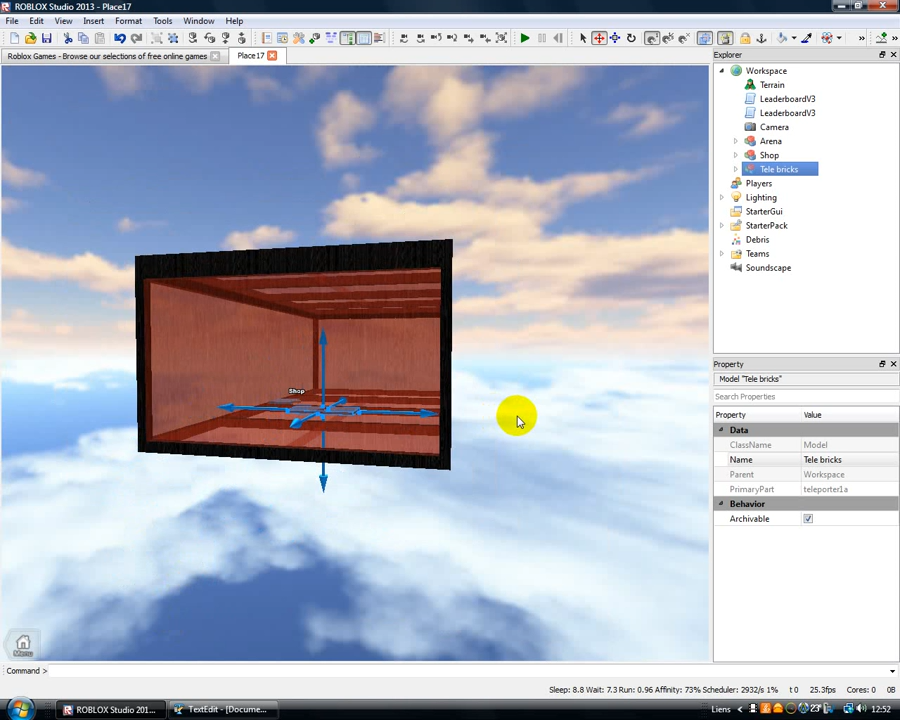 ROBLOX Studio 2013 - Place17
File Edit View Insert Format Tools Window Help
Roblox Games - Browse our selections of free online games
Place17
Explorer
Workspace
Terrain
LeaderboardV3
LeaderboardV3
Camera
Arena
Shop
Tele bricks
Players
Lighting
StarterGui
StarterPack
Debris
Teams
Soundscape
Shop
Property
Model "Tele bricks"
Search Properties
Property Value
Data
ClassName Model
Name Tele bricks
Parent Workspace
PrimaryPart teleporter1a
Behavior
Archivable
Menu
Command >
Sleep: 8.8 Wait: 7.3 Run: 0.96 Affinity: 73% Scheduler: 2932/s 1% t 0 25.3fps Cores: 0 0B
ROBLOX Studio 201...
TextEdit - [Docume...
Liens
23°
12:52